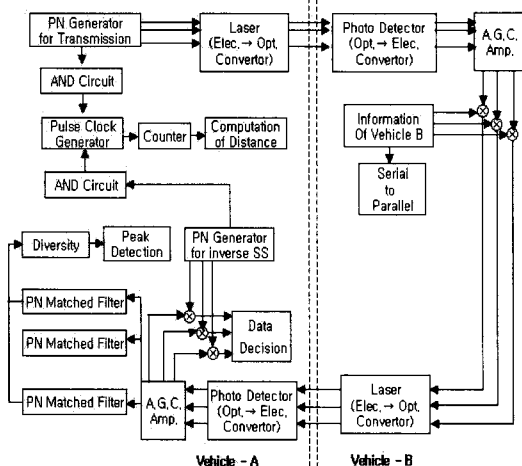 PN Generator
for Transmission
Laser
(Elec, → Opt,
Convertor)
Photo Detector
(Opt, → Elec,
Convertor)
A,G,C,
Amp,
AND Circuit
Pulse Clock
Generator
Counter
Computation
of Distance
Information
Of Vehicle B
Serial
to
Parallel
AND Circuit
Diversity
Peak
Detection
PN Generator
for inverse SS
PN Matched Filter
PN Matched Filter
PN Matched Filter
Data
Decision
A,G,C,
Amp,
Photo Detector
(Opt, → Elec,
Convertor)
Laser
(Elec, → Opt,
Convertor)
Vehicle - A
Vehicle - B